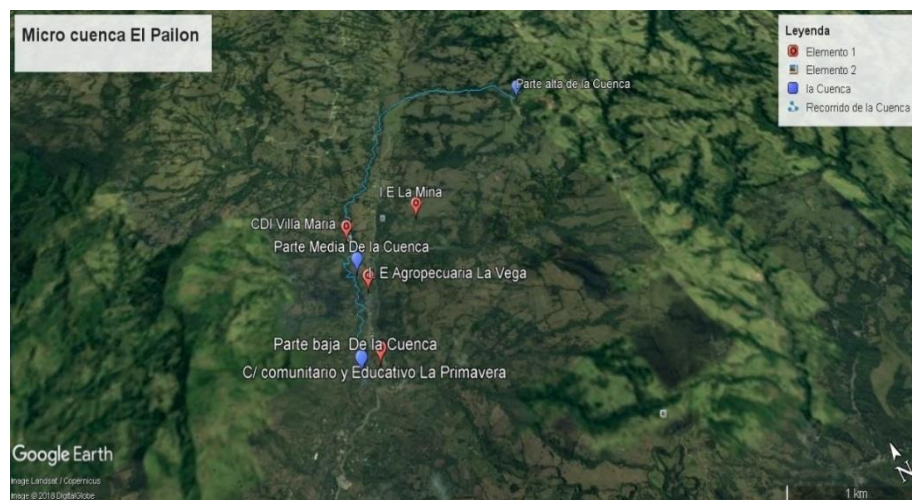 Micro cuenca El Pailon
Leyenda
Elemento 1
Elemento 2
la Cuenca
Recorrido de la Cuenca
Parte alta de la Cuenca
I E La Mina
CDI Villa Maria
Parte Media De la Cuenca
I. E Agropecuaria La Vega
Parte baja De la Cuenca
C/ comunitario y Educativo La Primavera
Google Earth
Image Landsat / Copernicus
Image © 2018 DigitalGlobe
N
1 km